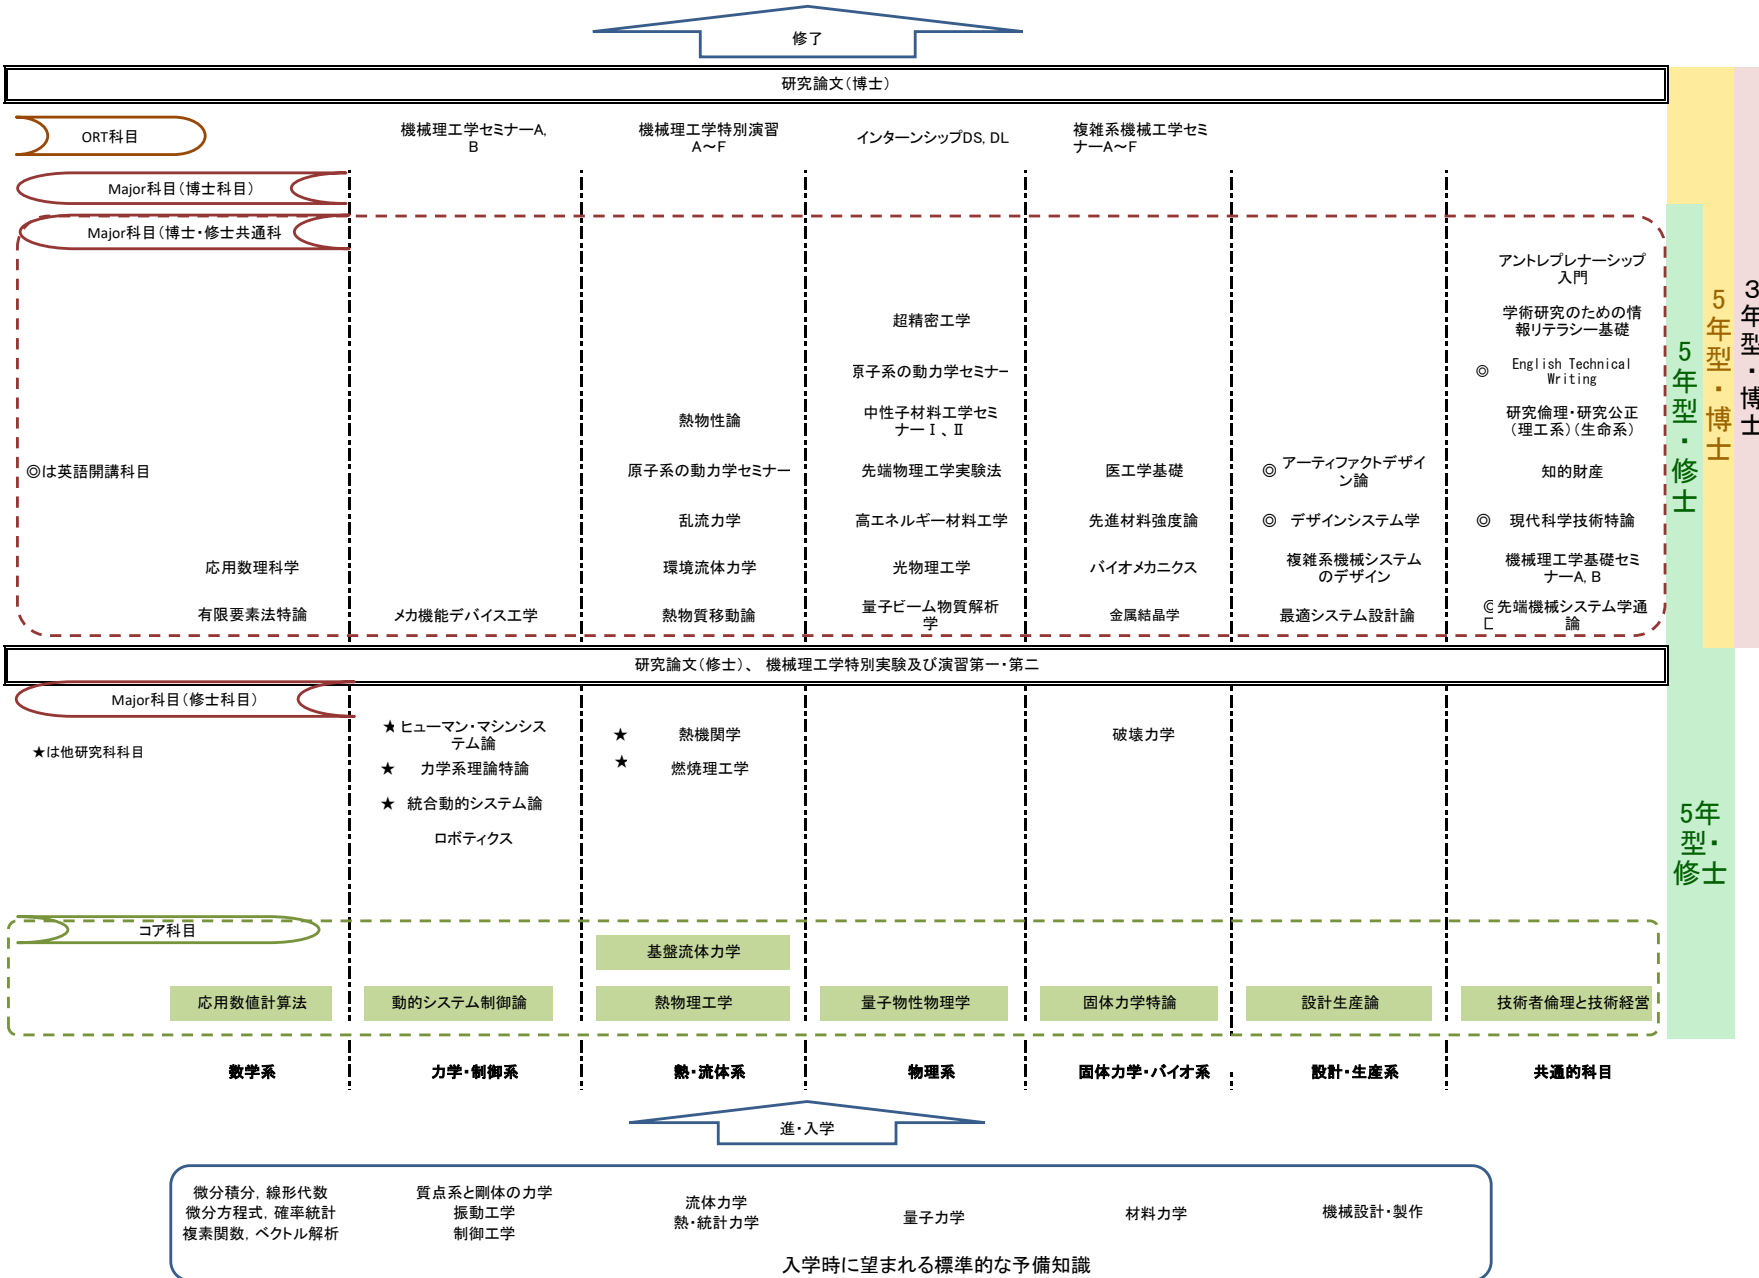 修了
研究論文(博士)
ORT科目
機械理工学セミナーA,
B
機械理工学特別演習
A～F
インターンシップDS, DL
複雑系機械工学セミ
ナーA～F
Major科目(博士科目)
Major科目(博士・修士共通科
アントレプレナーシップ
入門
超精密工学
学術研究のための情
報リテラシー基礎
原子系の動力学セミナー
◎ English Technical
Writing
熱物性論
中性子材料工学セミ
ナーⅠ、Ⅱ
研究倫理・研究公正
(理工系)(生命系)
◎は英語開講科目
原子系の動力学セミナー
先端物理工学実験法
医工学基礎
◎ アーティファクトデザイ
ン論
知的財産
乱流力学
高エネルギー材料工学
先進材料強度論
◎ デザインシステム学
◎ 現代科学技術特論
応用数理科学
環境流体力学
光物理工学
バイオメカニクス
複雑系機械システム
のデザイン
機械理工学基礎セミ
ナーA, B
有限要素法特論
メカ機能デバイス工学
熱物質移動論
量子ビーム物質解析
学
金属結晶学
最適システム設計論
先端機械システム学通
論
5年型・修士
5年型・博士
3年型・博士
研究論文(修士)、 機械理工学特別実験及び演習第一・第二
Major科目(修士科目)
★は他研究科科目
★ ヒューマン・マシンシス
テム論
★ 熱機関学
破壊力学
★ 力学系理論特論
★ 燃焼理工学
★ 統合動的システム論
ロボティクス
5年
型・
修士
コア科目
基盤流体力学
応用数値計算法
動的システム制御論
熱物理工学
量子物性物理学
固体力学特論
設計生産論
技術者倫理と技術経営
数学系
力学・制御系
熱・流体系
物理系
固体力学・バイオ系
設計・生産系
共通的科目
進・入学
微分積分, 線形代数
微分方程式, 確率統計
複素関数, ベクトル解析
質点系と剛体の力学
振動工学
制御工学
流体力学
熱・統計力学
量子力学
材料力学
機械設計・製作
入学時に望まれる標準的な予備知識